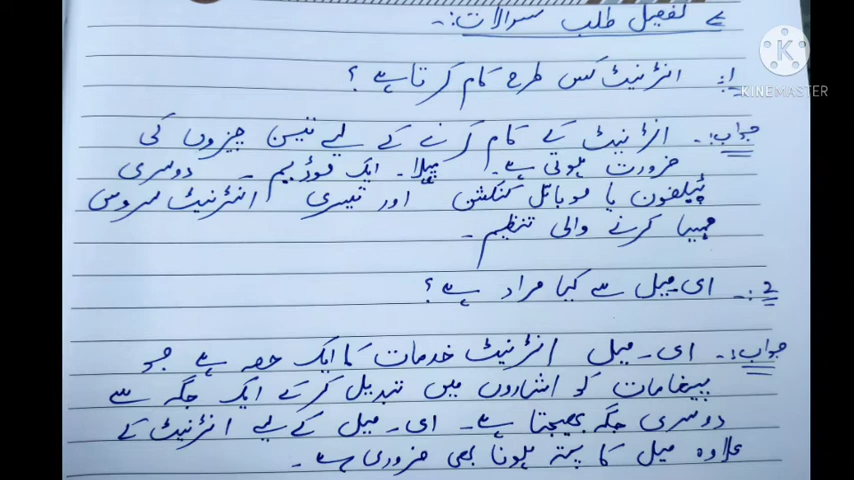 تفصیل طلب سوالات:-
1:- انٹرنیٹ کس طرح کام کرتا ہے؟
جواب:- انٹرنیٹ کے کام کرنے کے لیے تین چیزوں کی
ضرورت ہوتی ہے۔ پہلا۔ ایک موڈیم۔ دوسری
ٹیلفون یا موبائل کنکشن اور تیسری انٹرنیٹ سروس
مہیا کرنے والی تنظیم۔
2:- ای-میل سے کیا مراد ہے؟
جواب:- ای-میل انٹرنیٹ خدمات کا ایک حصہ ہے جو
پیغامات کو اشاروں میں تبدیل کرکے ایک جگہ سے
دوسری جگہ بھیجتا ہے۔ ای-میل کے لیے انٹرنیٹ کے
علاوہ میل کا پتہ ہونا بھی ضروری ہے۔
KINEMASTER